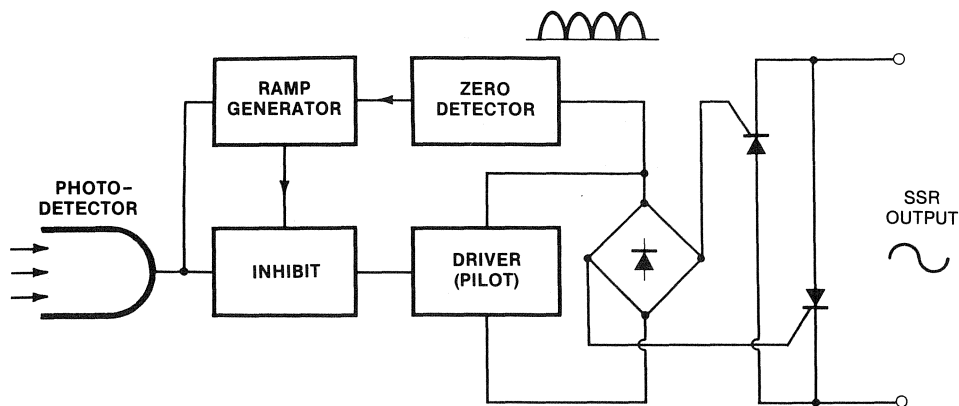 RAMP
GENERATOR
ZERO
DETECTOR
PHOTO-
DETECTOR
INHIBIT
DRIVER
(PILOT)
SSR
OUTPUT